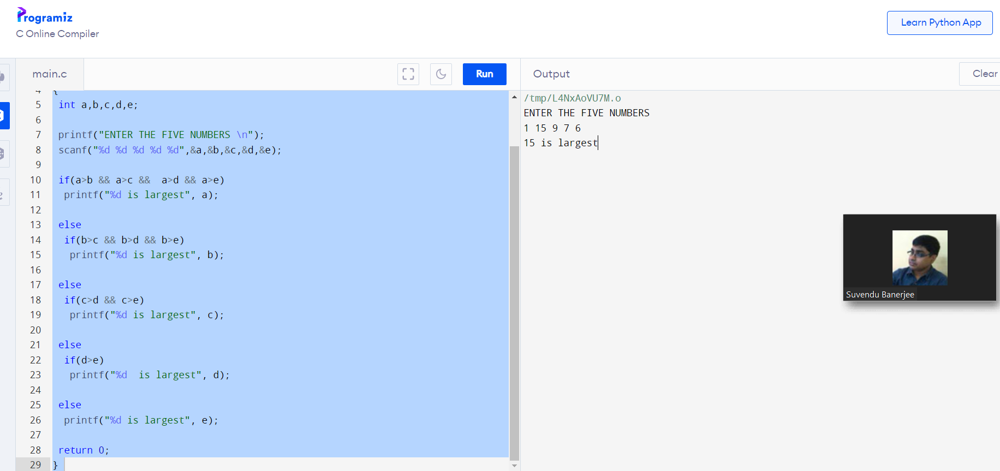 Programiz
C Online Compiler
Learn Python App
main.c
Run
Output
Clear
4 {
5 int a,b,c,d,e;
6
7 printf("ENTER THE FIVE NUMBERS \n");
8 scanf("%d %d %d %d %d",&a,&b,&c,&d,&e);
9
10 if(a>b && a>c &&  a>d && a>e)
11 printf("%d is largest", a);
12
13 else
14 if(b>c && b>d && b>e)
15 printf("%d is largest", b);
16
17 else
18 if(c>d && c>e)
19 printf("%d is largest", c);
20
21 else
22 if(d>e)
23 printf("%d  is largest", d);
24
25 else
26 printf("%d is largest", e);
27
28 return 0;
29 }
/tmp/L4NxAoVU7M.o
ENTER THE FIVE NUMBERS
1 15 9 7 6
15 is largest
Suvendu Banerjee